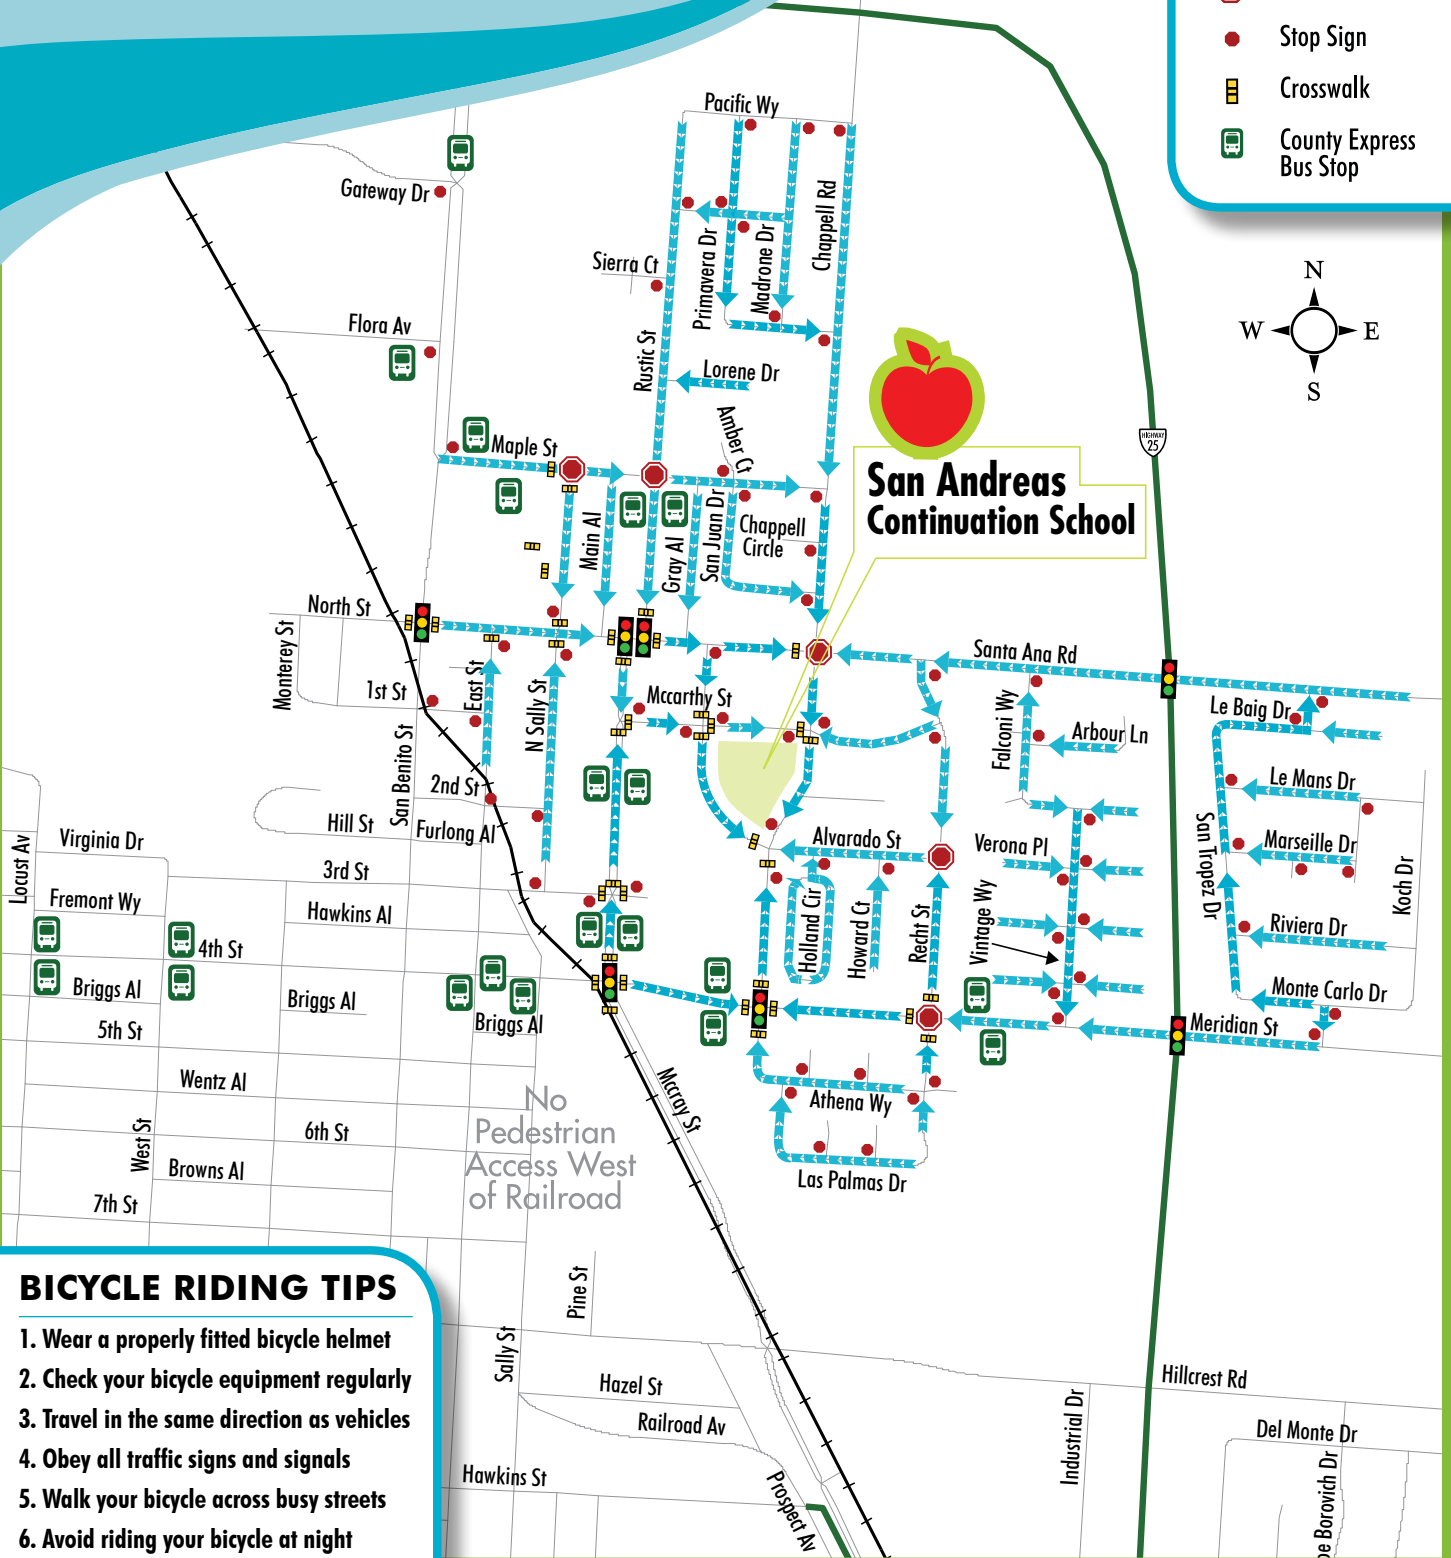 Stop Sign
Crosswalk
County Express
Bus Stop
Pacific Wy
Gateway Dr
Chappell Rd
Primavera Dr
Madrone Dr
Sierra Ct
N
W
E
S
Flora Av
Rustic St
Lorene Dr
HIGHWAY
25
Amber Ct
Maple St
San Andreas
Continuation School
Main Al
Gray Al
San Juan Dr
Chappell
Circle
North St
Monterey St
Santa Ana Rd
1st St
East St
N Sally St
Mccarthy St
Falconi Wy
Arbour Ln
Le Baig Dr
San Benito St
2nd St
Le Mans Dr
Hill St
Furlong Al
Virginia Dr
Locust Av
Alvarado St
Verona Pl
San Tropez Dr
Marseille Dr
Koch Dr
3rd St
Fremont Wy
Hawkins Al
Holland Cir
Howard Ct
Recht St
Vintage Wy
Riviera Dr
4th St
Briggs Al
Briggs Al
Briggs Al
Monte Carlo Dr
Meridian St
5th St
Wentz Al
Mccray St
Athena Wy
No
Pedestrian
Access West
of Railroad
West St
6th St
Browns Al
Las Palmas Dr
7th St
BICYCLE RIDING TIPS
1. Wear a properly fitted bicycle helmet
2. Check your bicycle equipment regularly
3. Travel in the same direction as vehicles
4. Obey all traffic signs and signals
5. Walk your bicycle across busy streets
6. Avoid riding your bicycle at night
Pine St
Sally St
Hazel St
Railroad Av
Hawkins St
Prospect Av
Industrial Dr
Hillcrest Rd
Del Monte Dr
Borovich Dr